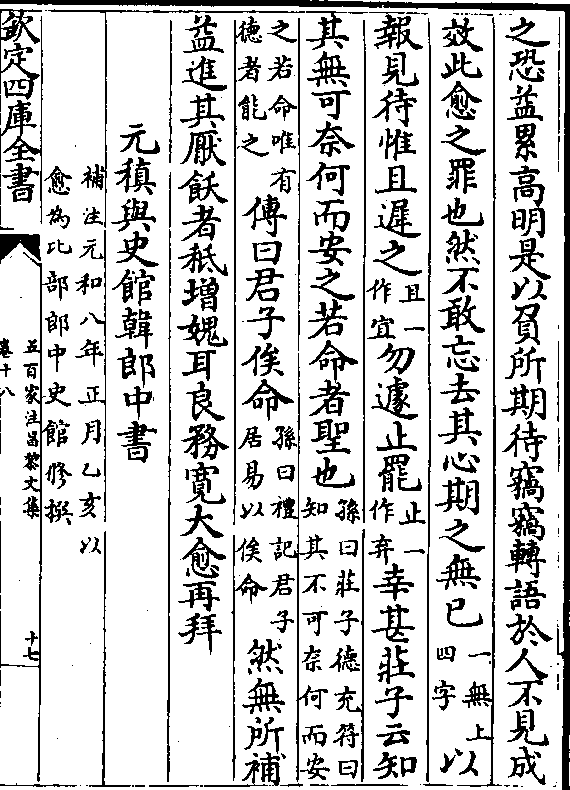 之恐益累高明是以負所期待竊竊轉語於人不見成
效此愈之罪也然不敢忘去其心期之無已一無上四字以
報見待惟且遲之且一作宜勿遽止罷止一作弃幸甚莊子云知
其無可奈何而安之若命者聖也孫曰莊子德充符曰知其不可奈何而安
之若命唯有德者能之傳曰君子俟命孫曰禮記君子居易以俟命然無所補
益進其厭飫者秪增媿耳良務寛大愈再拜
元稹與史館韓郎中書
補注元和八年正月乙亥以
愈為比部郎中史館修撰
欽定四庫全書
五百家注昌黎文集
卷十八
十七